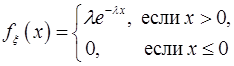 f_ξ(x) = { λe^{−λx}, если x > 0,
0, если x ≤ 0